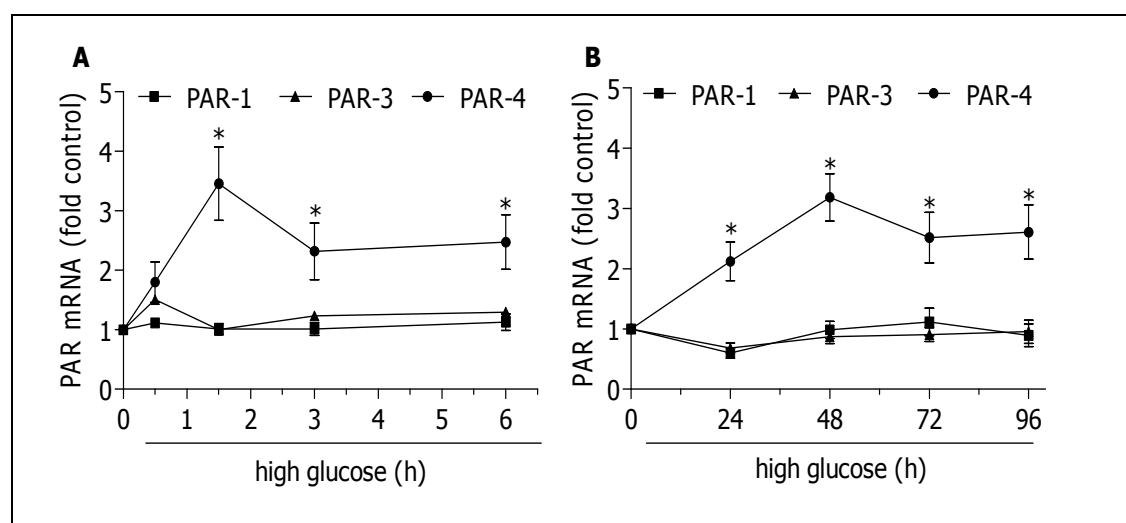 A
PAR-1 PAR-3 PAR-4
PAR mRNA (fold control)
5
4
3
2
1
0
* * *
0 1 2 3 4 5 6
high glucose (h)
B
PAR-1 PAR-3 PAR-4
PAR mRNA (fold control)
5
4
3
2
1
0
* * * *
0 24 48 72 96
high glucose (h)